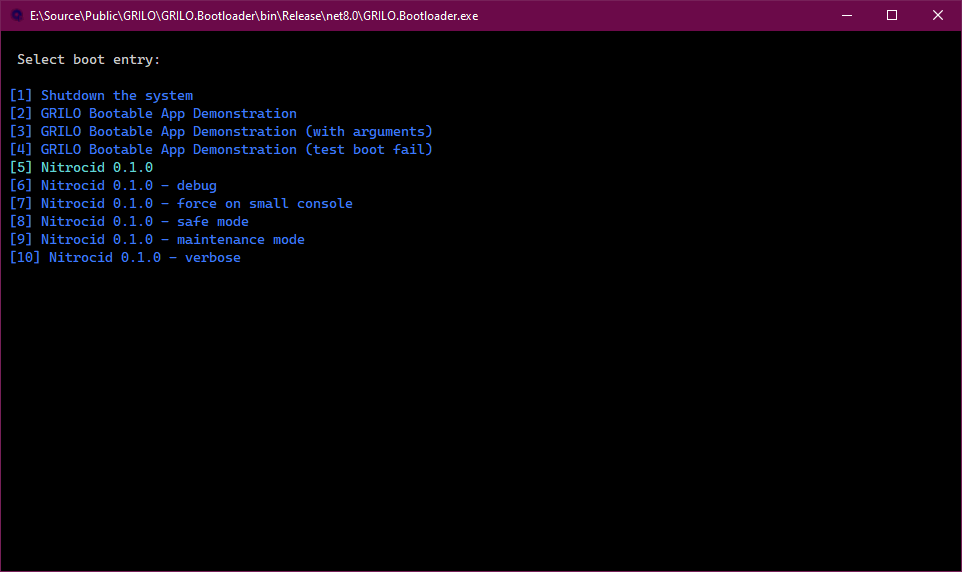 E:\Source\Public\GRILO\GRILO.Bootloader\bin\Release\net8.0\GRILO.Bootloader.exe
Select boot entry:
[1] Shutdown the system
[2] GRILO Bootable App Demonstration
[3] GRILO Bootable App Demonstration (with arguments)
[4] GRILO Bootable App Demonstration (test boot fail)
[5] Nitrocid 0.1.0
[6] Nitrocid 0.1.0 - debug
[7] Nitrocid 0.1.0 - force on small console
[8] Nitrocid 0.1.0 - safe mode
[9] Nitrocid 0.1.0 - maintenance mode
[10] Nitrocid 0.1.0 - verbose